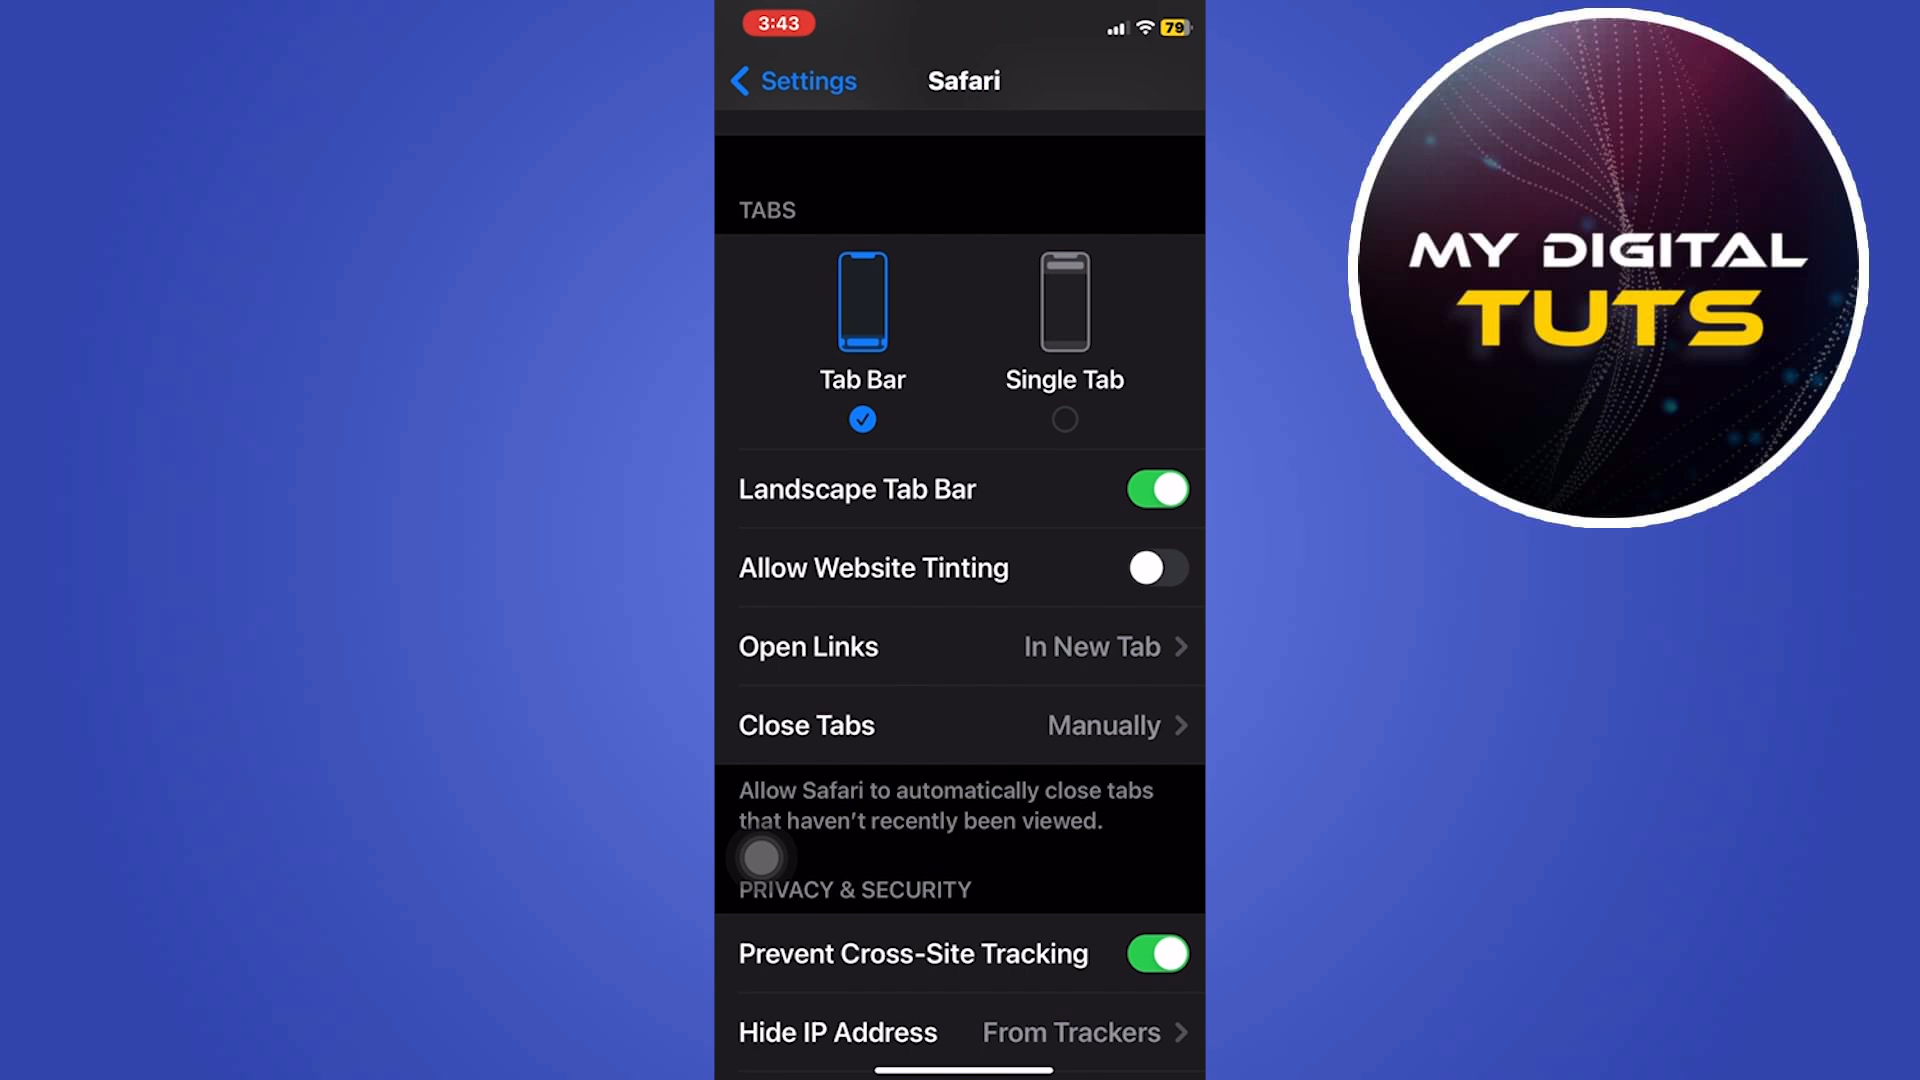 3:43
79
Settings
Safari
TABS
Tab Bar
Single Tab
Landscape Tab Bar
Allow Website Tinting
Open Links In New Tab
Close Tabs Manually
Allow Safari to automatically close tabs
that haven't recently been viewed.
PRIVACY & SECURITY
Prevent Cross-Site Tracking
Hide IP Address From Trackers
MY DIGITAL
TUTS